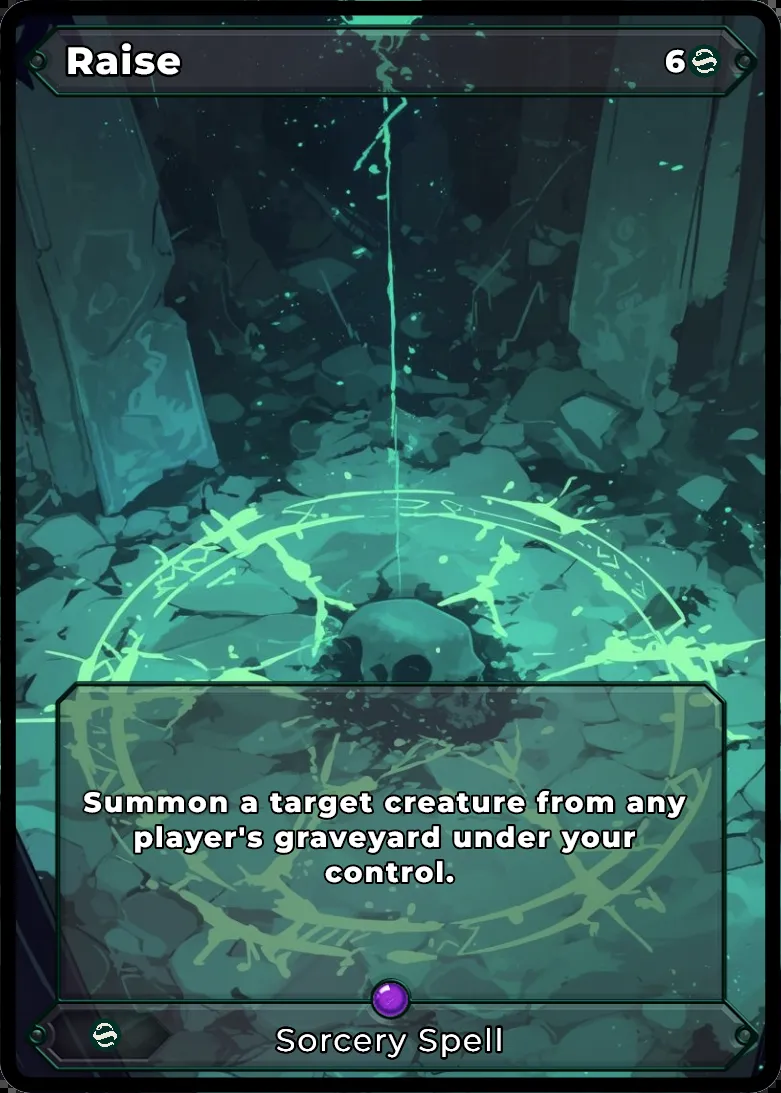 Raise
6
Summon a target creature from any
player's graveyard under your
control.
Sorcery Spell